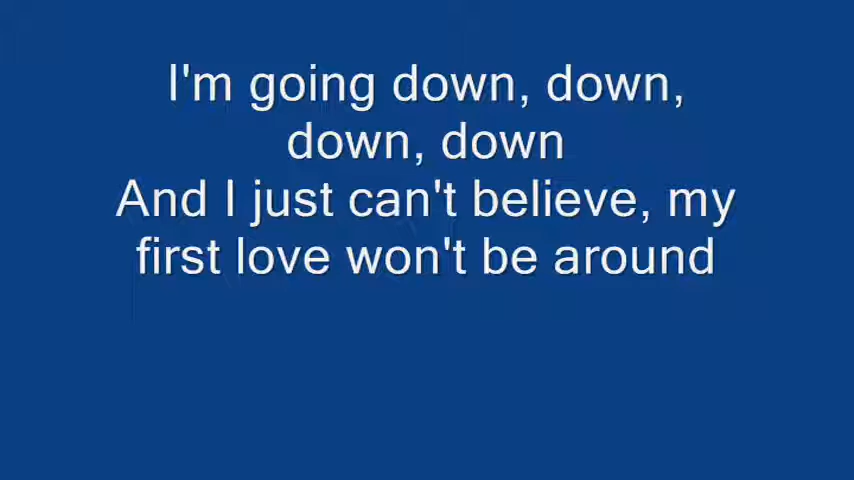 I'm going down, down,
down, down
And I just can't believe, my
first love won't be around